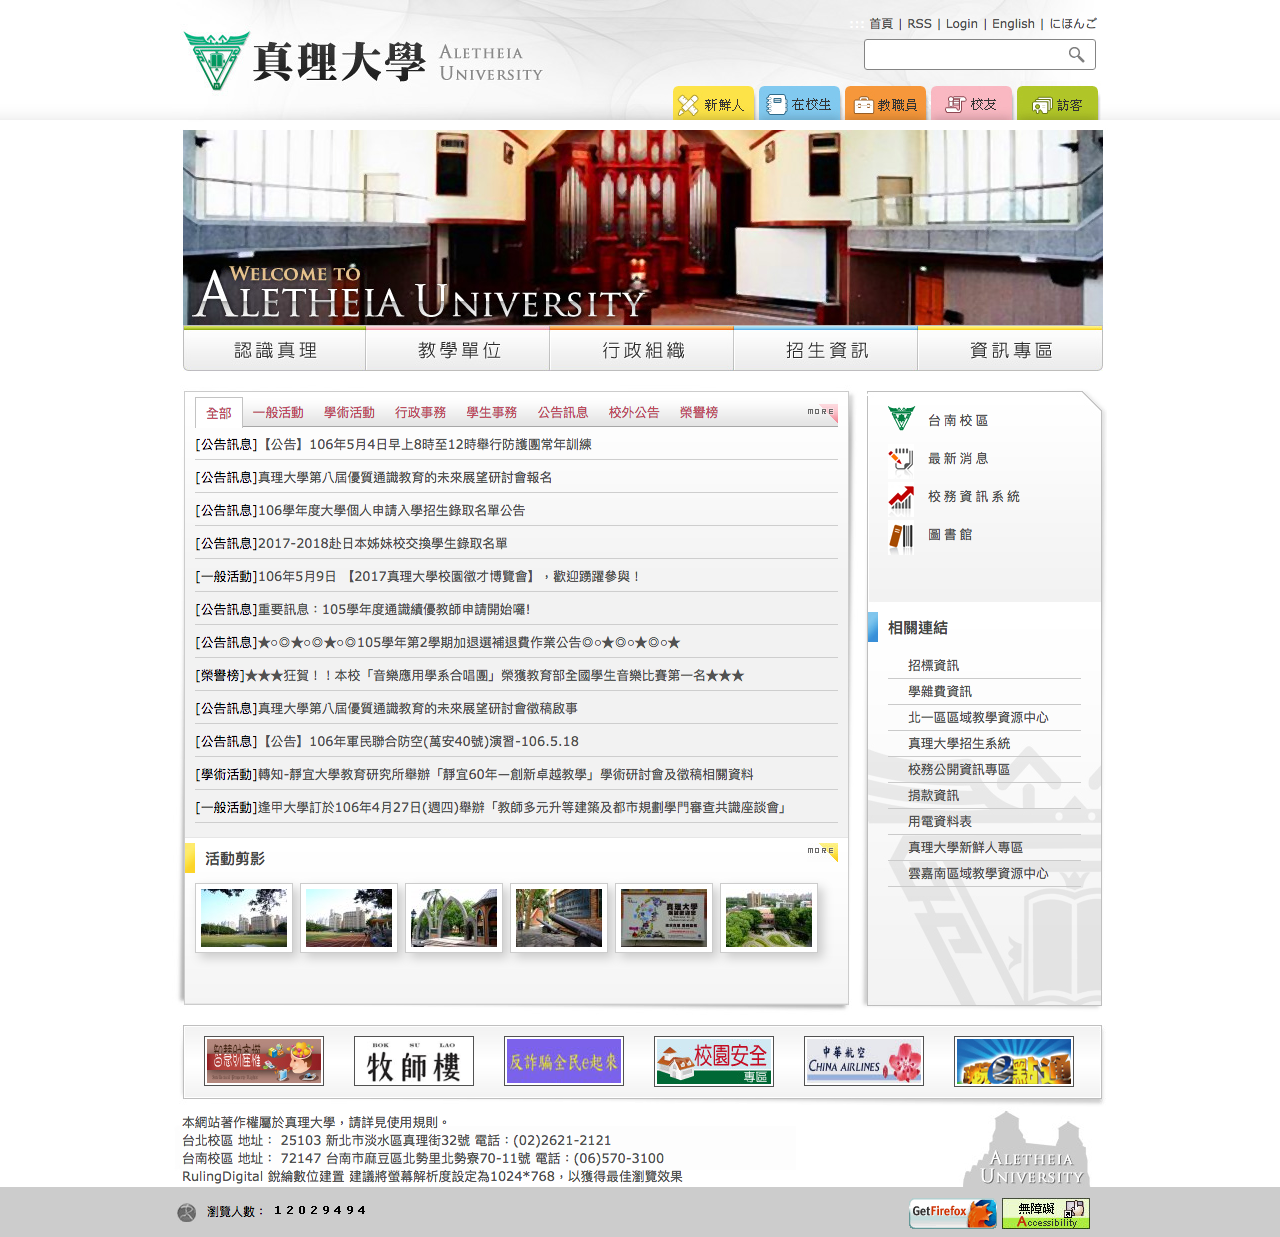 首頁 | RSS | Login | English | にほんご
真理大學 ALETHEIA UNIVERSITY
新鮮人 在校生 教職員 校友 訪客
WELCOME TO
ALETHEIA UNIVERSITY
認識真理 教學單位 行政組織 招生資訊 資訊專區
全部 一般活動 學術活動 行政事務 學生事務 公告訊息 校外公告 榮譽榜 MORE
[公告訊息]【公告】106年5月4日早上8時至12時舉行防護團常年訓練
[公告訊息]真理大學第八屆優質通識教育的未來展望研討會報名
[公告訊息]106學年度大學個人申請入學招生錄取名單公告
[公告訊息]2017-2018赴日本姊妹校交換學生錄取名單
[一般活動]106年5月9日 【2017真理大學校園徵才博覽會】，歡迎踴躍參與！
[公告訊息]重要訊息：105學年度通識績優教師申請開始囉!
[公告訊息]★○◎★○◎★○◎105學年第2學期加退選補退費作業公告◎○★◎○★◎○★
[榮譽榜]★★★狂賀！！本校「音樂應用學系合唱團」榮獲教育部全國學生音樂比賽第一名★★★
[公告訊息]真理大學第八屆優質通識教育的未來展望研討會徵稿啟事
[公告訊息]【公告】106年軍民聯合防空(萬安40號)演習-106.5.18
[學術活動]轉知-靜宜大學教育研究所舉辦「靜宜60年—創新卓越教學」學術研討會及徵稿相關資料
[一般活動]逢甲大學訂於106年4月27日(週四)舉辦「教師多元升等建築及都市規劃學門審查共識座談會」
活動剪影 MORE
真理大學
台南校區
最新消息
校務資訊系統
圖書館
相關連結
招標資訊
學雜費資訊
北一區區域教學資源中心
真理大學招生系統
校務公開資訊專區
捐款資訊
用電資料表
真理大學新鮮人專區
雲嘉南區域教學資源中心
BOK SU LAO
牧師樓
反詐騙全民e起來
校園安全
專區
中華航空
CHINA AIRLINES
本網站著作權屬於真理大學，請詳見使用規則。
台北校區 地址： 25103 新北市淡水區真理街32號 電話：(02)2621-2121
台南校區 地址： 72147 台南市麻豆區北勢里北勢寮70-11號 電話：(06)570-3100
RulingDigital 銳綸數位建置 建議將螢幕解析度設定為1024*768，以獲得最佳瀏覽效果
ALETHEIA
UNIVERSITY
瀏覽人數： 12029494
GetFirefox
無障礙
Accessibility